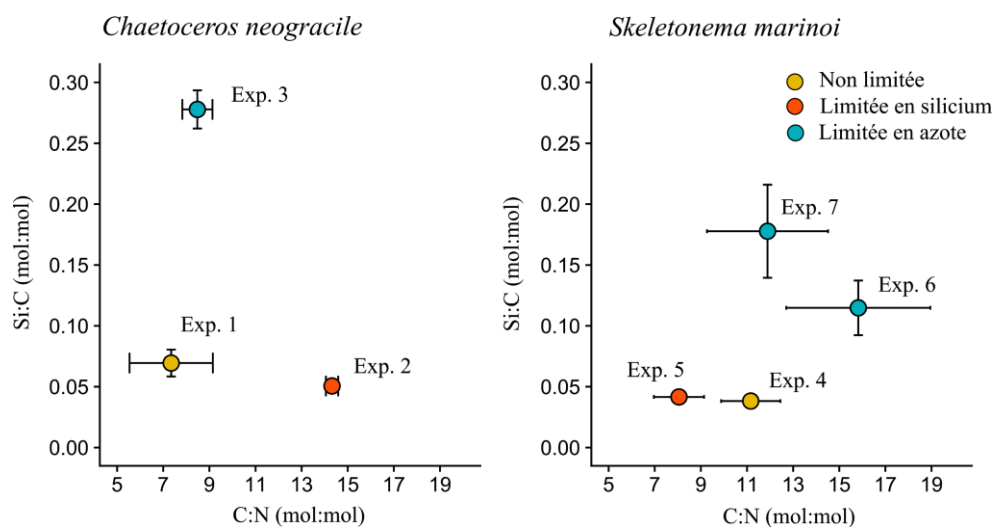 Chaetoceros neogracile
Skeletonema marinoi
0.30
0.25
0.20
0.15
0.10
0.05
0.00
Si:C (mol:mol)
Exp. 3
Exp. 1
Exp. 2
5 7 9 11 13 15 17 19
C:N (mol:mol)
0.30
0.25
0.20
0.15
0.10
0.05
0.00
Si:C (mol:mol)
Non limitée
Limitée en silicium
Limitée en azote
Exp. 7
Exp. 6
Exp. 5
Exp. 4
5 7 9 11 13 15 17 19
C:N (mol:mol)